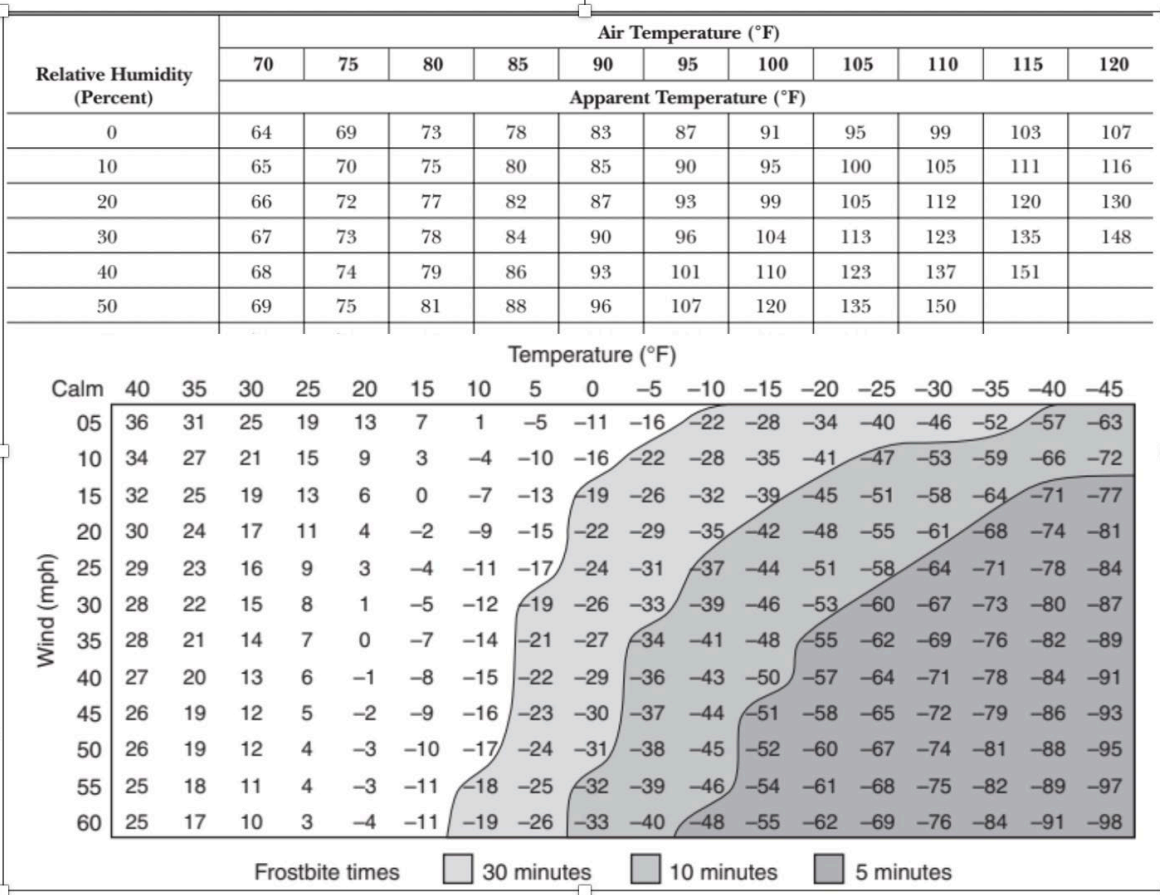 Air Temperature (°F)
Relative Humidity (Percent) 70 75 80 85 90 95 100 105 110 115 120
Apparent Temperature (°F)
0 64 69 73 78 83 87 91 95 99 103 107
10 65 70 75 80 85 90 95 100 105 111 116
20 66 72 77 82 87 93 99 105 112 120 130
30 67 73 78 84 90 96 104 113 123 135 148
40 68 74 79 86 93 101 110 123 137 151
50 69 75 81 88 96 107 120 135 150
Temperature (°F)
Calm 40 35 30 25 20 15 10 5 0 –5 –10 –15 –20 –25 –30 –35 –40 –45
Wind (mph)
05 36 31 25 19 13 7 1 –5 –11 –16 –22 –28 –34 –40 –46 –52 –57 –63
10 34 27 21 15 9 3 –4 –10 –16 –22 –28 –35 –41 –47 –53 –59 –66 –72
15 32 25 19 13 6 0 –7 –13 –19 –26 –32 –39 –45 –51 –58 –64 –71 –77
20 30 24 17 11 4 –2 –9 –15 –22 –29 –35 –42 –48 –55 –61 –68 –74 –81
25 29 23 16 9 3 –4 –11 –17 –24 –31 –37 –44 –51 –58 –64 –71 –78 –84
30 28 22 15 8 1 –5 –12 –19 –26 –33 –39 –46 –53 –60 –67 –73 –80 –87
35 28 21 14 7 0 –7 –14 –21 –27 –34 –41 –48 –55 –62 –69 –76 –82 –89
40 27 20 13 6 –1 –8 –15 –22 –29 –36 –43 –50 –57 –64 –71 –78 –84 –91
45 26 19 12 5 –2 –9 –16 –23 –30 –37 –44 –51 –58 –65 –72 –79 –86 –93
50 26 19 12 4 –3 –10 –17 –24 –31 –38 –45 –52 –60 –67 –74 –81 –88 –95
55 25 18 11 4 –3 –11 –18 –25 –32 –39 –46 –54 –61 –68 –75 –82 –89 –97
60 25 17 10 3 –4 –11 –19 –26 –33 –40 –48 –55 –62 –69 –76 –84 –91 –98
Frostbite times 30 minutes 10 minutes 5 minutes